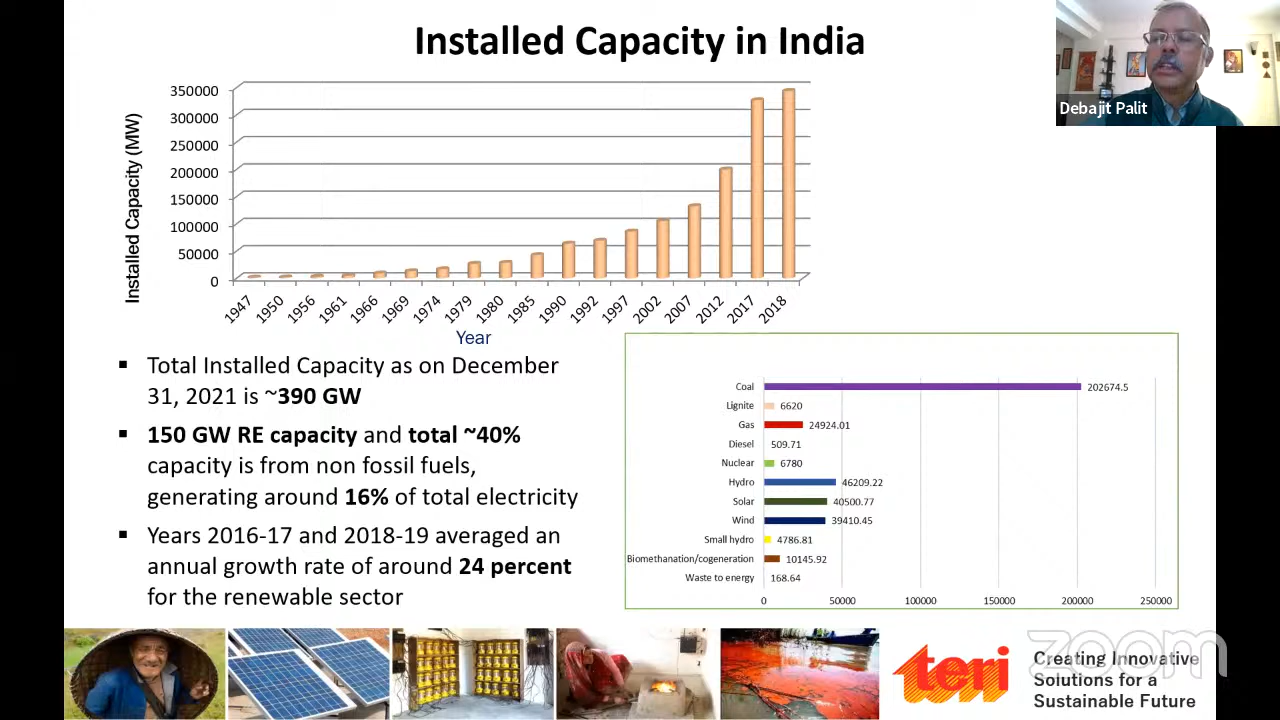 Installed Capacity in India
Debajit Palit
Installed Capacity (MW)
350000
300000
250000
200000
150000
100000
50000
0
1947 1950 1956 1961 1966 1969 1974 1979 1980 1985 1990 1992 1997 2002 2007 2012 2017 2018
Year
▪ Total Installed Capacity as on December
31, 2021 is ~390 GW
▪ 150 GW RE capacity and total ~40%
capacity is from non fossil fuels,
generating around 16% of total electricity
▪ Years 2016-17 and 2018-19 averaged an
annual growth rate of around 24 percent
for the renewable sector
Coal 202674.5
Lignite 6620
Gas 24924.01
Diesel 509.71
Nuclear 6780
Hydro 46209.22
Solar 40500.77
Wind 39410.45
Small hydro 4786.81
Biomethanation/cogeneration 10145.92
Waste to energy 168.64
0 50000 100000 150000 200000 250000
teri
Creating Innovative
Solutions for a
Sustainable Future
zoom